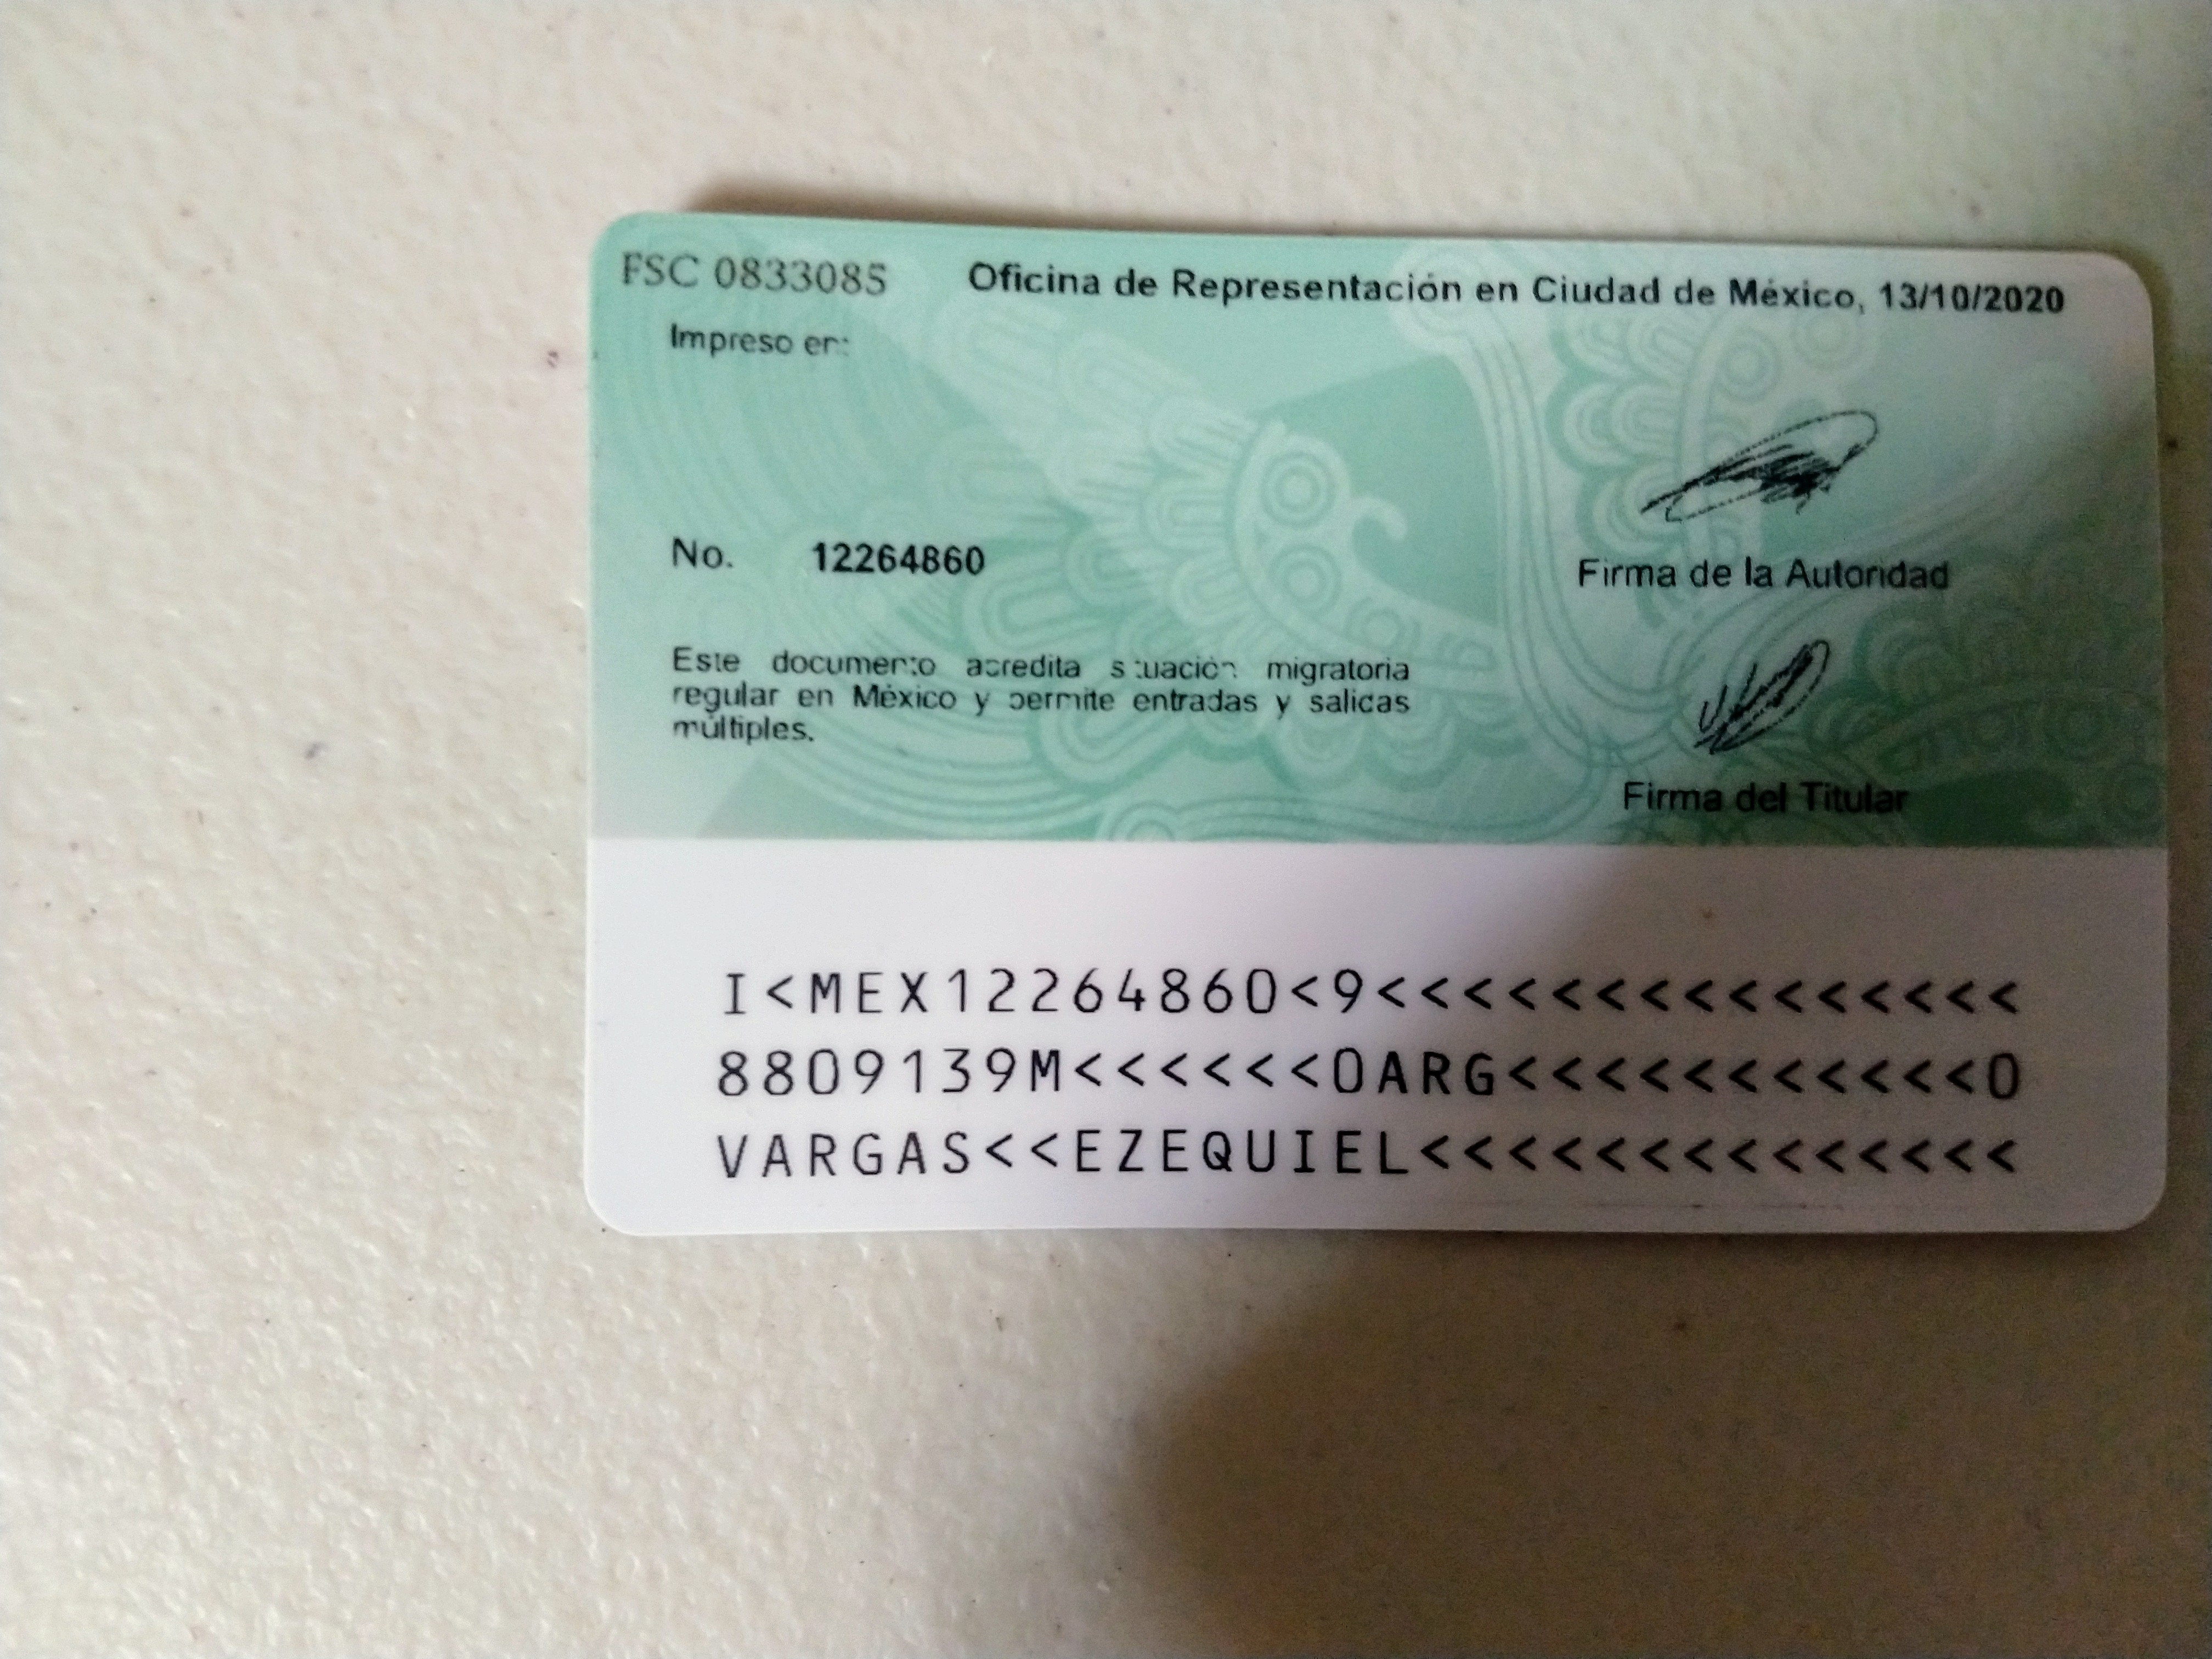 FSC 0833085 Oficina de Representación en Ciudad de México, 13/10/2020
Impreso en:
No. 12264860
Firma de la Autoridad
Este documento acredita situación migratoria
regular en México y permite entradas y salidas
múltiples.
Firma del Titular
I<MEX12264860<9<<<<<<<<<<<<<<<
8809139M<<<<<<0ARG<<<<<<<<<<<0
VARGAS<<EZEQUIEL<<<<<<<<<<<<<<